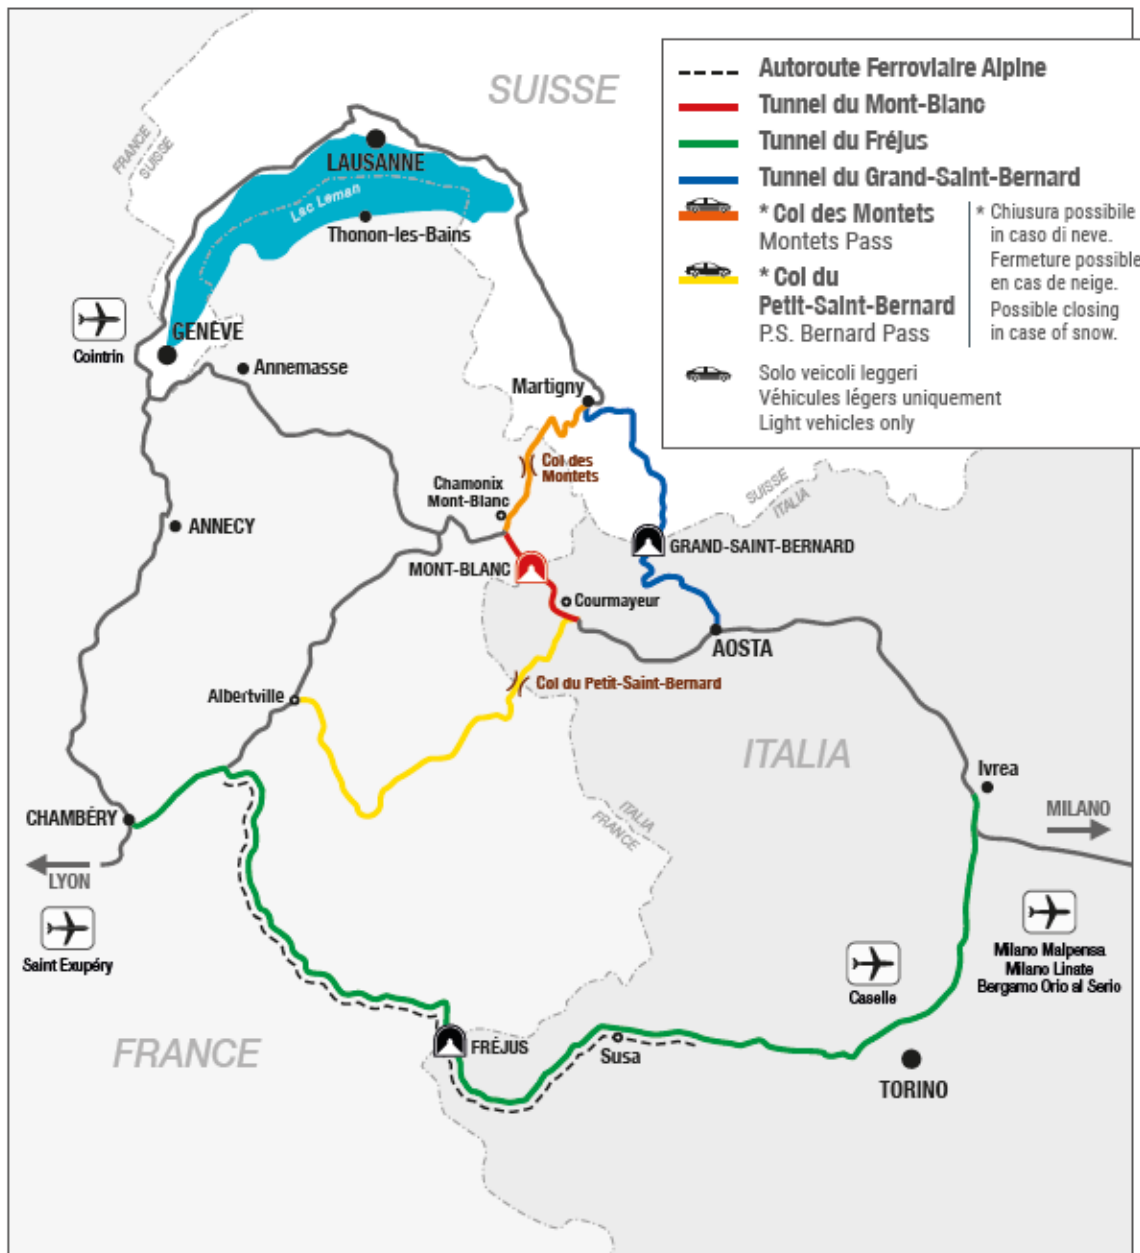 SUISSE
Autoroute Ferroviaire Alpine
Tunnel du Mont-Blanc
Tunnel du Fréjus
Tunnel du Grand-Saint-Bernard
* Col des Montets
Montets Pass
* Col du
Petit-Saint-Bernard
P.S. Bernard Pass
* Chiusura possibile
in caso di neve.
Fermeture possible
en cas de neige.
Possible closing
in case of snow.
Solo veicoli leggeri
Véhicules légers uniquement
Light vehicles only
FRANCE
SUISSE
LAUSANNE
Lac Leman
Thonon-les-Bains
GENÈVE
Cointrin
Annemasse
Martigny
Col des
Montets
Chamonix
Mont-Blanc
SUISSE
ITALIA
ANNECY
GRAND-SAINT-BERNARD
MONT-BLANC
Courmayeur
AOSTA
Albertville
Col du Petit-Saint-Bernard
ITALIA
Ivrea
ITALIA
FRANCE
MILANO
CHAMBÉRY
LYON
Saint Exupéry
Milano Malpensa
Milano Linate
Bergamo Orio al Serio
Caselle
FRANCE
FRÉJUS
Susa
TORINO